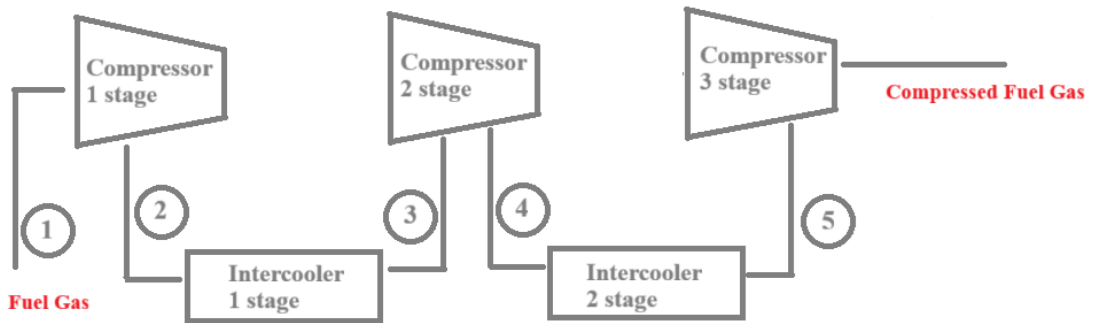 Compressor
1 stage
Compressor
2 stage
Compressor
3 stage
Compressed Fuel Gas
1
2
3
4
5
Intercooler
1 stage
Intercooler
2 stage
Fuel Gas